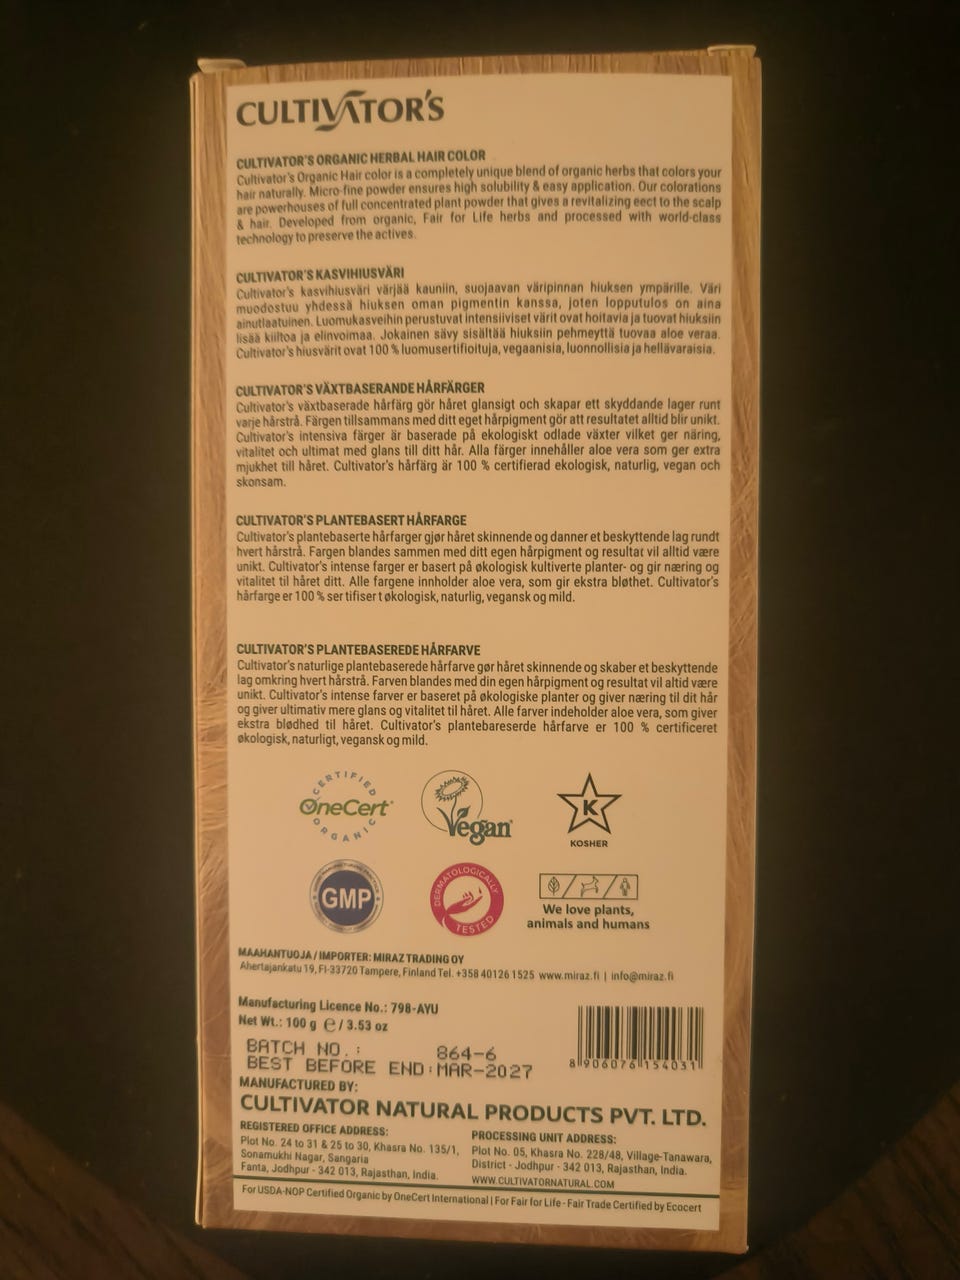 CULTIVATOR'S
CULTIVATOR'S ORGANIC HERBAL HAIR COLOR
Cultivator's Organic Hair color is a completely unique blend of organic herbs that colors your
hair naturally. Micro fine powder ensures high solubility & easy application. Our colorations
are powerhouses of full concentrated plant powder that gives a revitalizing eect to the scalp
& hair. Developed from organic, Fair for Life herbs and processed with world-class
technology to preserve the actives.
CULTIVATOR'S KASVIHIUSVÄRI
Cultivator's kasvihiusväri värjää kauniin, suojaavan väripinnan hiuksen ympärille. Väri
muodostuu yhdessä hiuksen oman pigmentin kanssa, joten lopputulos on aina
ainutlaatuinen. Luomukasveihin perustuvat intensiiviset värit ovat hoitavia ja tuovat hiuksiin
lisää kiiltoa ja elinvoimaa. Jokainen sävy sisältää hiuksiin pehmeyttä tuovaa aloe veraa.
Cultivator's hiusvärit ovat 100 % luomusertifioituja, vegaanisia, luonnollisia ja hellävaraisia.
CULTIVATOR'S VÄXTBASERANDE HÅRFÄRGER
Cultivator's växtbaserade hårfärg gör håret glansigt och skapar ett skyddande lager runt
varje hårstrå. Färgen tillsammans med ditt eget hårpigment gör att resultatet alltid blir unikt.
Cultivator's intensiva färger är baserade på ekologiskt odlade växter vilket ger näring,
vitalitet och ultimat med glans till ditt hår. Alla färger innehåller aloe vera som ger extra
mjukhet till håret. Cultivator's hårfärg är 100 % certifierad ekologisk, naturlig, vegan och
skonsam.
CULTIVATOR'S PLANTEBASERT HÅRFARGE
Cultivator's plantebaserte hårfarger gjør håret skinnende og danner et beskyttende lag rundt
hvert hårstrå. Fargen blandes sammen med ditt egen hårpigment og resultat vil alltid være
unikt. Cultivator's intense farger er basert på økologisk kultiverte planter- og gir næring og
vitalitet til håret ditt. Alle fargene innholder aloe vera, som gir ekstra bløthet. Cultivator's
hårfarge er 100 % ser tifiser t økologisk, naturlig, vegansk og mild.
CULTIVATOR'S PLANTEBASEREDE HÅRFARVE
Cultivator's naturlige plantebaserede hårfarve gør håret skinnende og skaber et beskyttende
lag omkring hvert hårstrå. Farven blandes med din egen hårpigment og resultat vil altid være
unikt. Cultivator's intense farver er baseret på økologiske planter og giver næring til dit hår
og giver ultimativ mere glans og vitalitet til håret. Alle farver indeholder aloe vera, som giver
ekstra blødhed til håret. Cultivator's plantebareserde hårfarve er 100 % certificeret
økologisk, naturligt, vegansk og mild.
CERTIFIED
OneCert
ORGANIC
Vegan
K
KOSHER
GMP
DERMATOLOGICALLY
TESTED
We love plants,
animals and humans
MAAHANTUOJA / IMPORTER: MIRAZ TRADING OY
Ahertajankatu 19, FI-33720 Tampere, Finland Tel. +358 40126 1525 www.miraz.fi | info@miraz.fi
Manufacturing Licence No.: 798-AYU
Net Wt.: 100 g e / 3.53 oz
BATCH NO. : 864-6
BEST BEFORE END : MAR-2027
8 906076 154031
MANUFACTURED BY:
CULTIVATOR NATURAL PRODUCTS PVT. LTD.
REGISTERED OFFICE ADDRESS:
Plot No. 24 to 31 & 25 to 30, Khasra No. 135/1,
Sonamukhi Nagar, Sangaria
Fanta, Jodhpur - 342 013, Rajasthan, India.
PROCESSING UNIT ADDRESS:
Plot No. 05, Khasra No. 228/48, Village-Tanawara,
District - Jodhpur - 342 013, Rajasthan, India.
WWW.CULTIVATORNATURAL.COM
For USDA-NOP Certified Organic by OneCert International | For Fair for Life - Fair Trade Certified by Ecocert